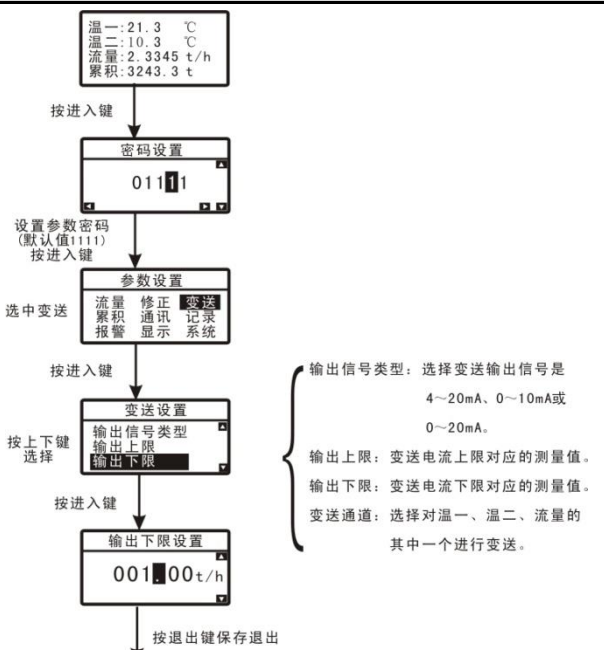 温一:21.3 ℃
温二:10.3 ℃
流量:2.3345 t/h
累积:3243.3 t
按进入键
密码设置
01111
设置参数密码
(默认值1111)
按进入键
参数设置
流量 修正 变送
累积 通讯 记录
报警 显示 系统
选中变送
按进入键
变送设置
输出信号类型
输出上限
输出下限
按上下键
选择
按进入键
输出下限设置
001.00t/h
按退出键保存退出
输出信号类型：选择变送输出信号是
4～20mA、0～10mA或
0～20mA。
输出上限：变送电流上限对应的测量值。
输出下限：变送电流下限对应的测量值。
变送通道：选择对温一、温二、流量的
其中一个进行变送。